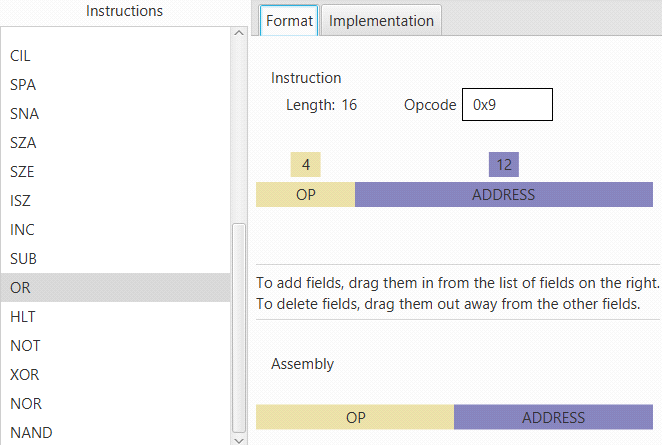 Instructions
CIL
SPA
SNA
SZA
SZE
ISZ
INC
SUB
OR
HLT
NOT
XOR
NOR
NAND
Format Implementation
Instruction
Length: 16 Opcode 0x9
4 12
OP ADDRESS
To add fields, drag them in from the list of fields on the right.
To delete fields, drag them out away from the other fields.
Assembly
OP ADDRESS